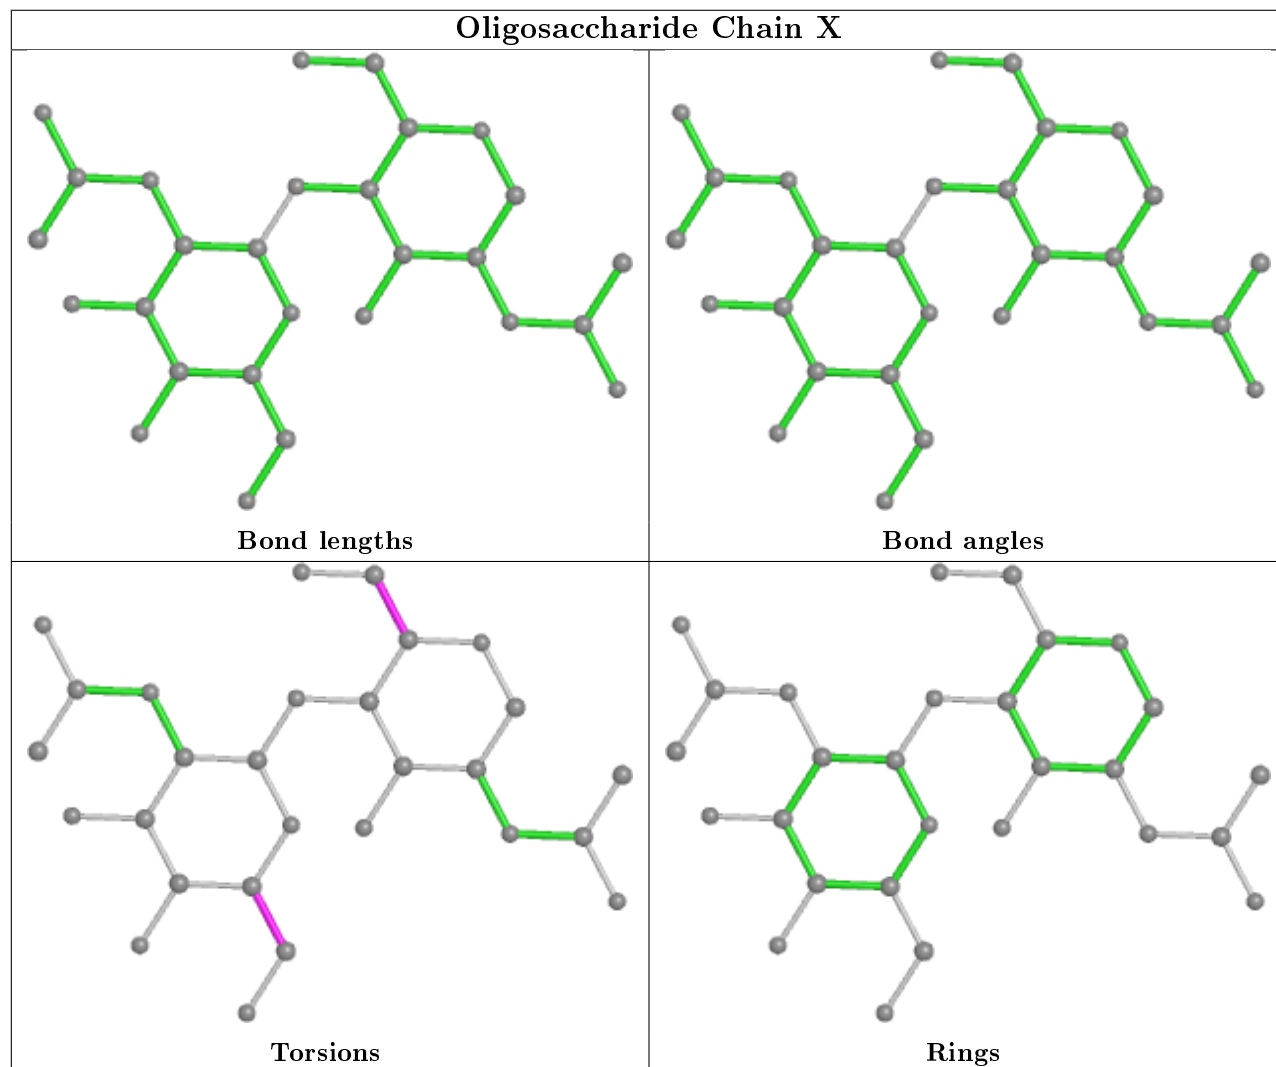 Oligosaccharide Chain X
Bond lengths
Bond angles
Torsions
Rings